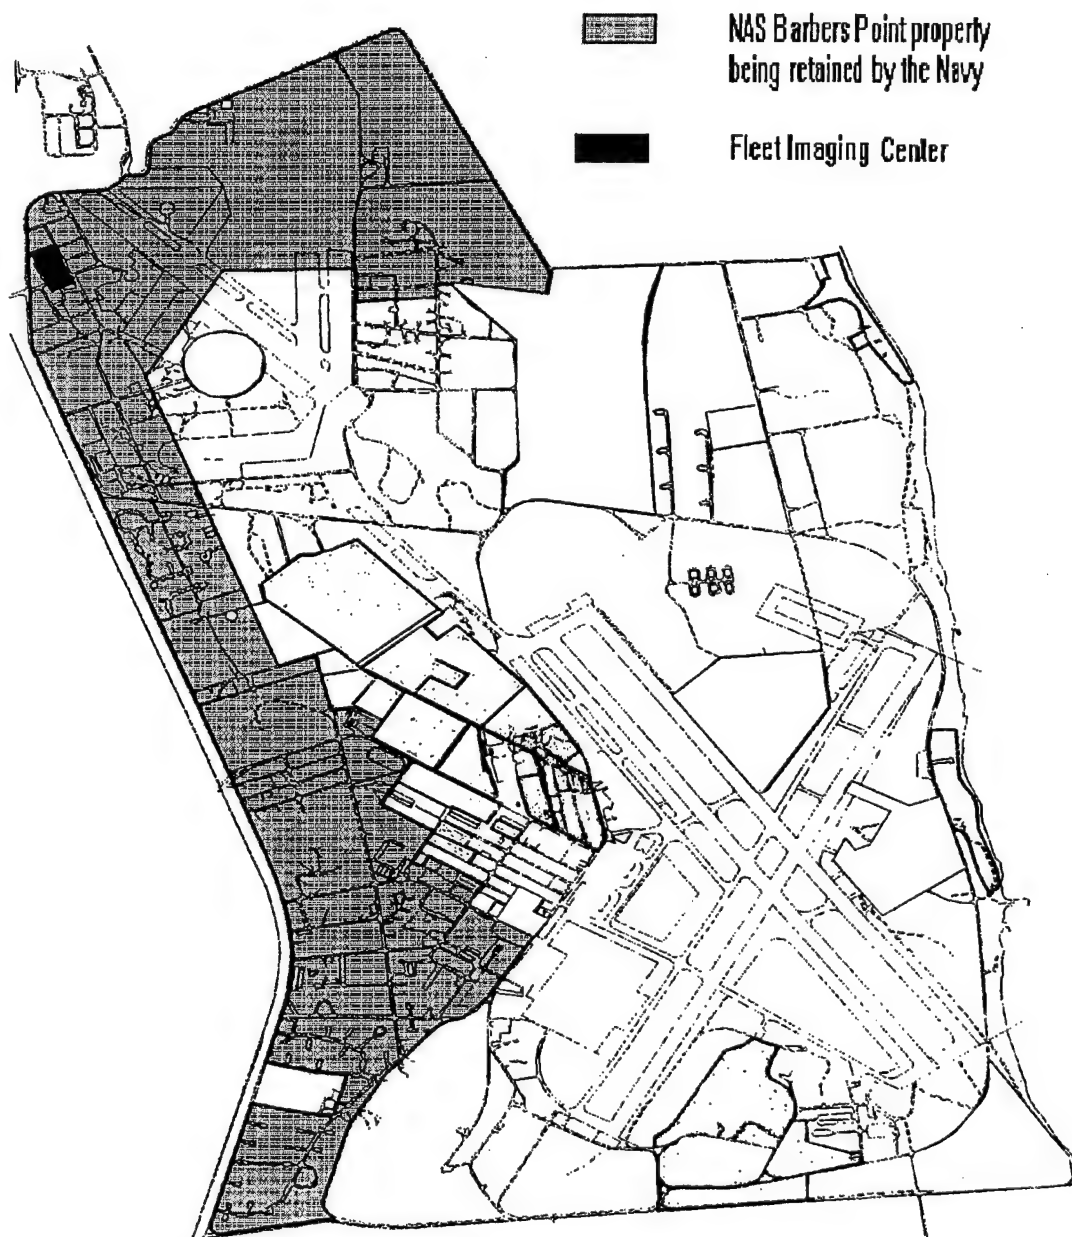 NAS Barbers Point property
being retained by the Navy
Fleet Imaging Center